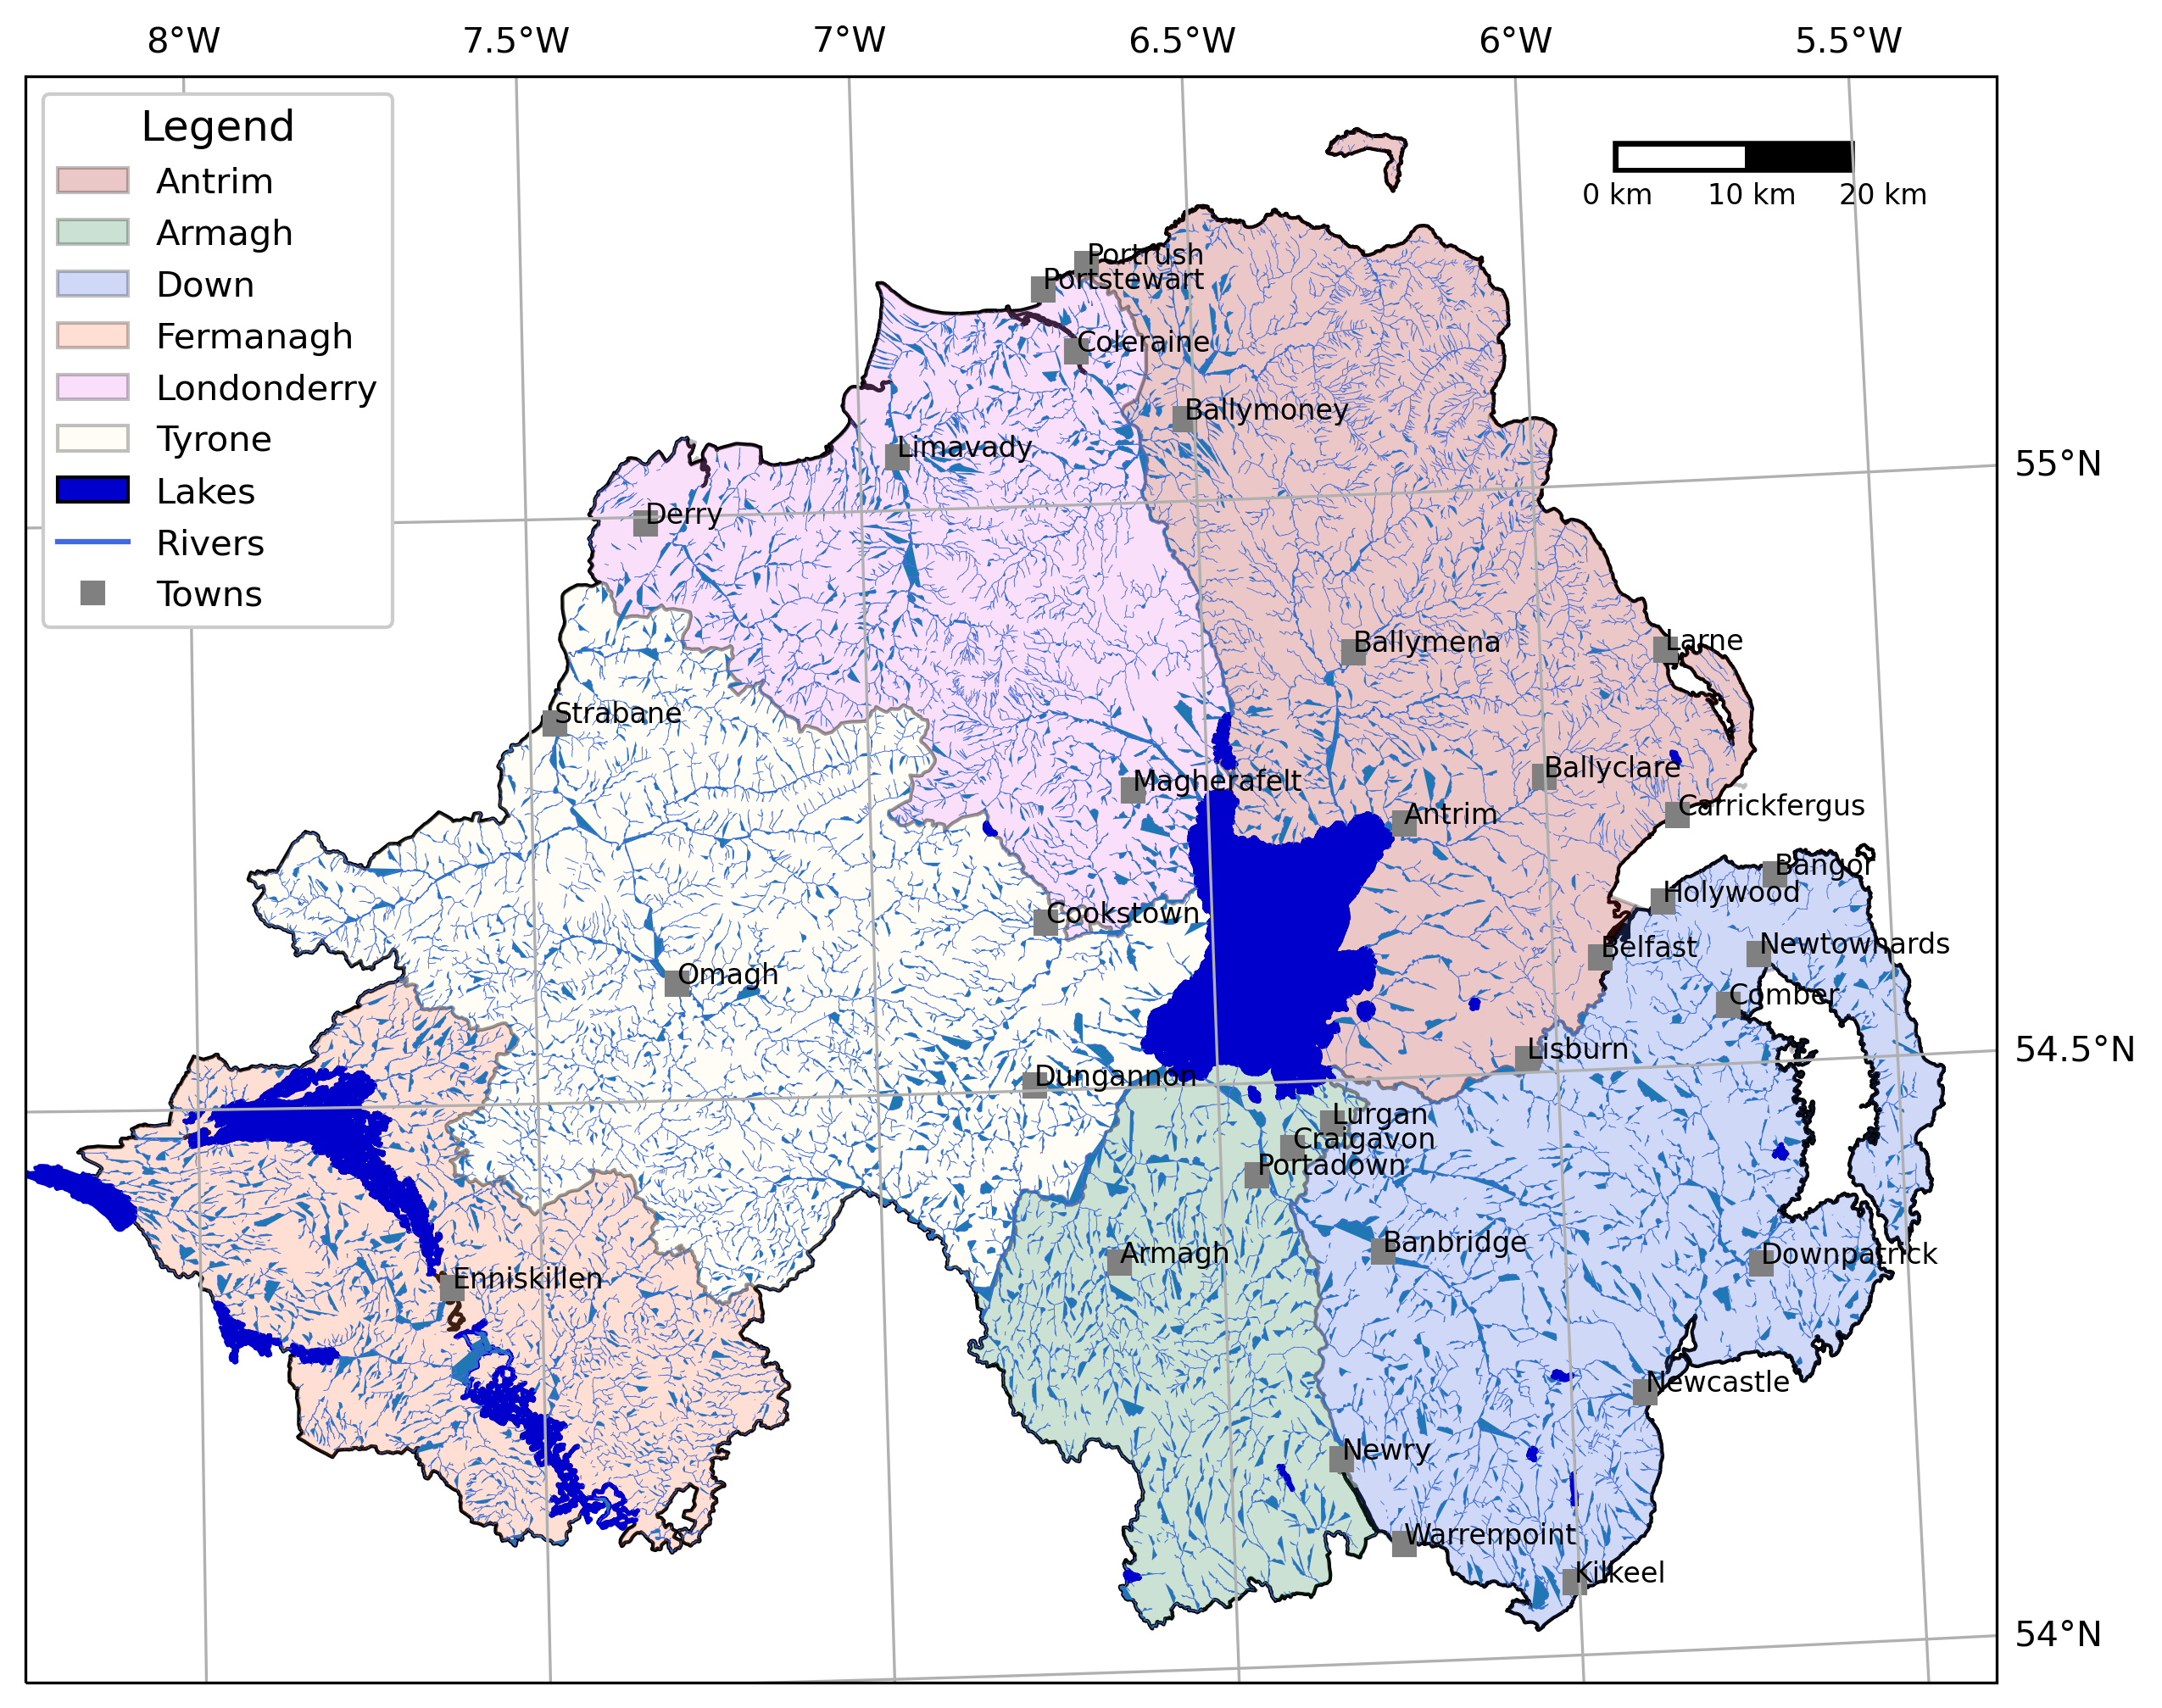 8°W 7.5°W 7°W 6.5°W 6°W 5.5°W
Legend
Antrim
Armagh
Down
Fermanagh
Londonderry
Tyrone
Lakes
Rivers
Towns
0 km 10 km 20 km
Portrush
Portstewart
Coleraine
Ballymoney
Limavady
55°N
Derry
Ballymena
Larne
Strabane
Ballyclare
Magherafelt
Carrickfergus
Antrim
Bangor
Holywood
Cookstown
Newtownards
Belfast
Omagh
Comber
54.5°N
Lisburn
Dungannon
Lurgan
Craigavon
Portadown
Banbridge
Armagh
Downpatrick
Enniskillen
Newcastle
Newry
Warrenpoint
Kilkeel
54°N